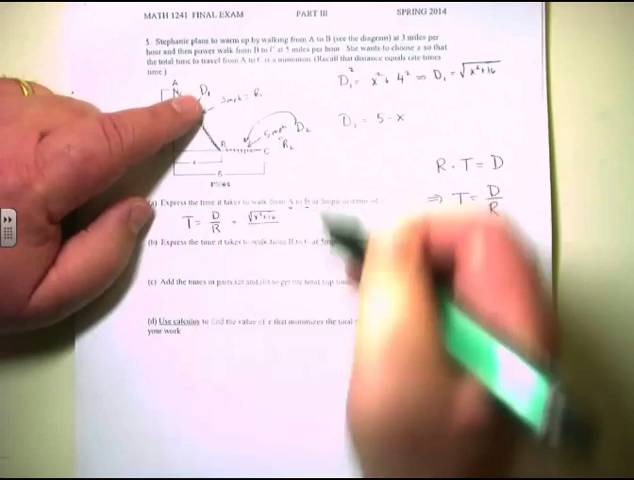 MATH 1241 FINAL EXAM PART III SPRING 2014
5. Stephanie plans to warm up by walking from A to B (see the diagram) at 3 miles per
hour and then power walk from B to C at 5 miles per hour. She wants to choose x so that
the total time to travel from A to C is a minimum. (Recall that distance equals rate times
time.)
D₁² = x² + 4² ⇒ D₁ = √x²+16
A
D₁
3mph = R₁
D₁ = 5 - x
5mph
D₂
R₂
B
C
x
miles
R · T = D
⇒ T = D/R
(a) Express the time it takes to walk from A to B at 3mph
T = D/R = √x²+16
(b) Express the time it takes to walk from B to C at 5mp
(c) Add the times in parts (a) and (b) to get the total trip time
(d) Use calculus to find the value of x that minimizes the total
your work